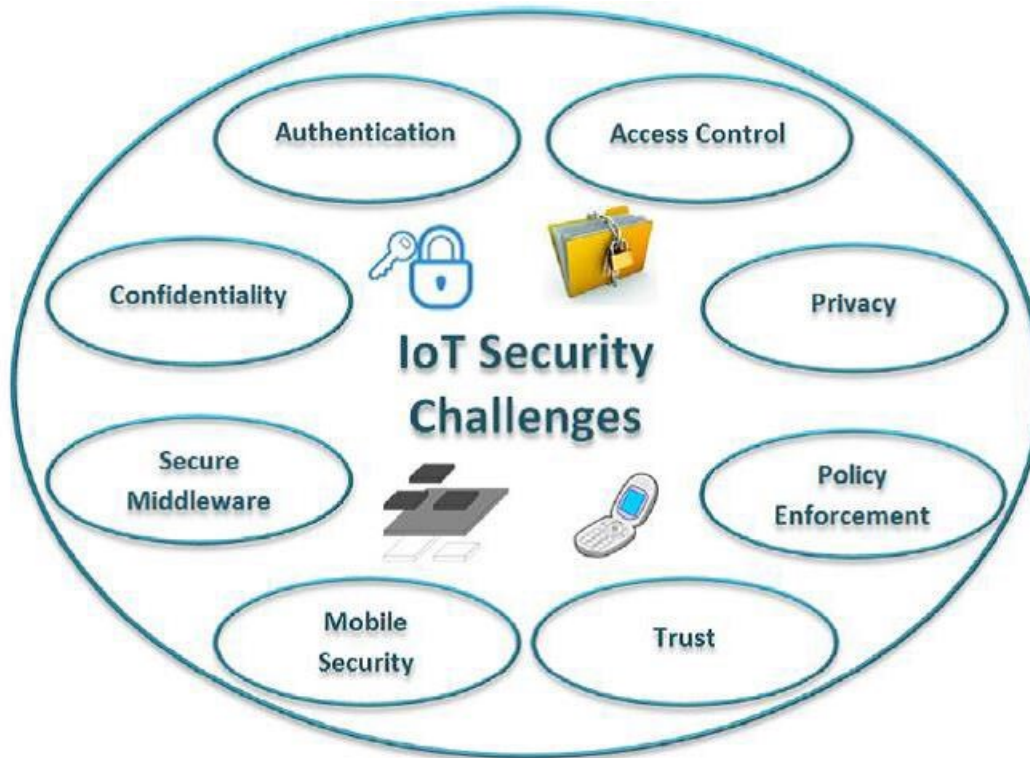 Authentication
Access Control
Confidentiality
Privacy
IoT Security
Challenges
Secure
Middleware
Policy
Enforcement
Mobile
Security
Trust